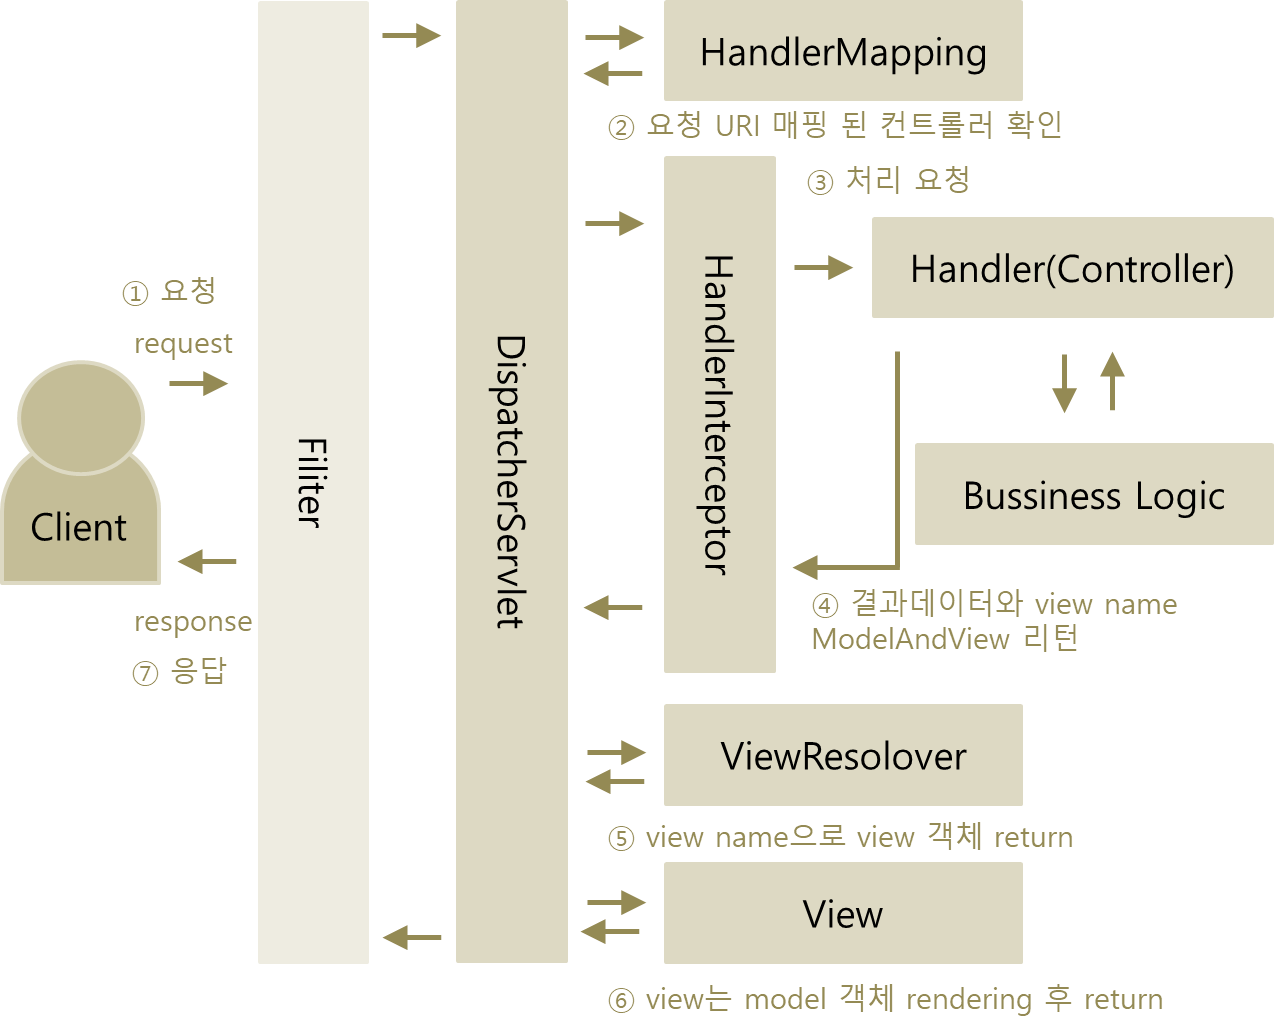 HandlerMapping
② 요청 URI 매핑 된 컨트롤러 확인
③ 처리 요청
Handler(Controller)
HandlerInterceptor
① 요청
request
Client
Filiter
DispatcherServlet
Bussiness Logic
response
⑦ 응답
④ 결과데이터와 view name
ModelAndView 리턴
ViewResolover
⑤ view name으로 view 객체 return
View
⑥ view는 model 객체 rendering 후 return